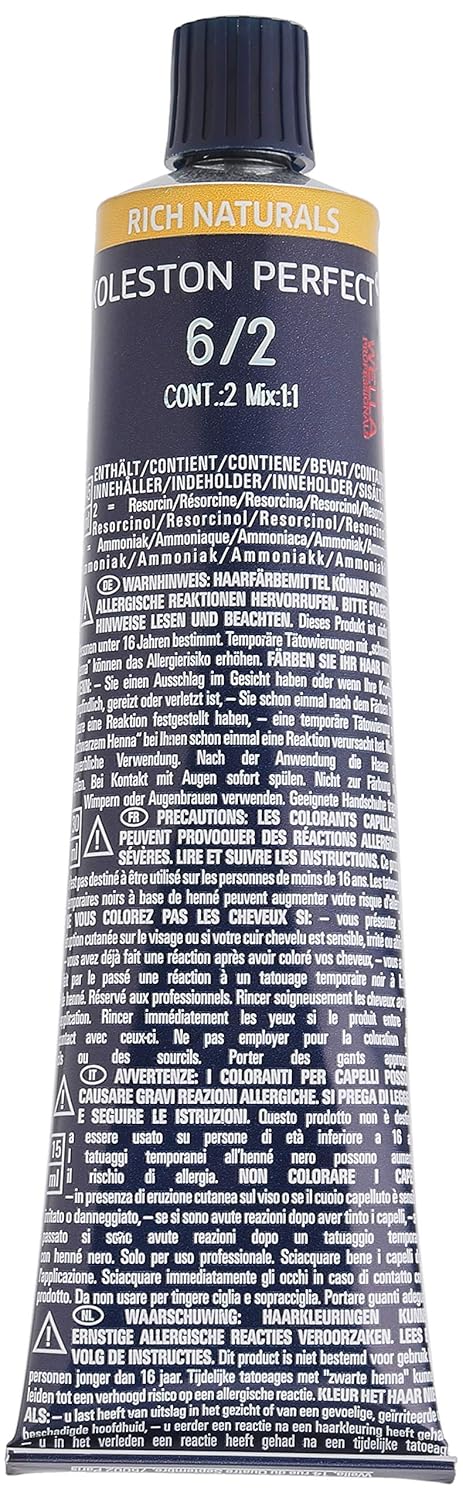 RICH NATURALS
KOLESTON PERFECT
6/2
CONT.:2 Mix:1:1
WELLA
PROFESSIONALS
ENTHÄLT/CONTIENT/CONTIENE/BEVAT/
INNEHÅLLER/INDEHOLDER/INNEHOLDER/
2 = Resorcin/Résorcine/Resorcina/Resorcinol/
Resorcinol/Resorcinol/Resorcinol/
= Ammoniak/Ammoniaque/Ammoniaca/Ammoniak/
Ammoniak/Ammoniak/Ammoniakk/
DE WARNHINWEIS: HAARFÄRBEMITTEL KÖNNEN
ALLERGISCHE REAKTIONEN HERVORRUFEN. BITTE
HINWEISE LESEN UND BEACHTEN. Dieses Produkt ist
unter 16 Jahren bestimmt. Temporäre Tätowierungen mit
können das Allergierisiko erhöhen. FÄRBEN SIE IHR HAAR
– Sie einen Ausschlag im Gesicht haben oder wenn Ihre
gereizt oder verletzt ist, – Sie schon einmal nach dem Färben
eine Reaktion festgestellt haben, – eine temporäre Tätowierung
Henna" bei Ihnen schon einmal eine Reaktion verursacht hat.
Verwendung. Nach der Anwendung die Haare
Bei Kontakt mit Augen sofort spülen. Nicht zur Färbung
Wimpern oder Augenbrauen verwenden. Geeignete Handschuhe
FR PRÉCAUTIONS: LES COLORANTS
PEUVENT PROVOQUER DES RÉACTIONS
SÉVÈRES. LIRE ET SUIVRE LES INSTRUCTIONS. Ce
pas destiné à être utilisé sur les personnes de moins de 16 ans. Les
temporaires noirs à base de henné peuvent augmenter votre risque
VOUS COLOREZ PAS LES CHEVEUX SI: – vous présentez
cutanée sur le visage ou si votre cuir chevelu est sensible, irrité ou
– vous avez déjà fait une réaction après avoir coloré vos cheveux, – vous
fait par le passé une réaction à un tatouage temporaire noir à
henné. Réservé aux professionnels. Rincer soigneusement les cheveux
Rincer immédiatement les yeux si le produit entre
avec ceux-ci. Ne pas employer pour la coloration
ou des sourcils. Porter des gants
IT AVVERTENZE: I COLORANTI PER CAPELLI
CAUSARE GRAVI REAZIONI ALLERGICHE. SI PREGA DI
E SEGUIRE LE ISTRUZIONI. Questo prodotto non è
a essere usato su persone di età inferiore a 16
I tatuaggi temporanei all'henné nero possono
il rischio di allergia. NON COLORARE I
– in presenza di eruzione cutanea sul viso o se il cuoio capelluto è
irritato o danneggiato, – se si sono avute reazioni dopo aver tinto i capelli, –
passato si sono avute reazioni dopo un tatuaggio
con henné nero. Solo per uso professionale. Sciacquare bene i capelli
l'applicazione. Sciacquare immediatamente gli occhi in caso di contatto
prodotto. Da non usare per tingere ciglia e sopracciglia. Portare guanti
NL WAARSCHUWING: HAARKLEURINGEN
ERNSTIGE ALLERGISCHE REACTIES VEROORZAKEN. LEES
VOLG DE INSTRUCTIES. Dit product is niet bestemd voor gebruik
personen jonger dan 16 jaar. Tijdelijke tatoeages met "zwarte henna"
leiden tot een verhoogd risico op een allergische reactie. KLEUR HET HAAR
ALS: – u last heeft van uitslag in het gezicht of van een gevoelige, geïrriteerde
beschadigde hoofdhuid, – u eerder een reactie na een haarkleuring heeft
u in het verleden een reactie heeft gehad na een tijdelijke